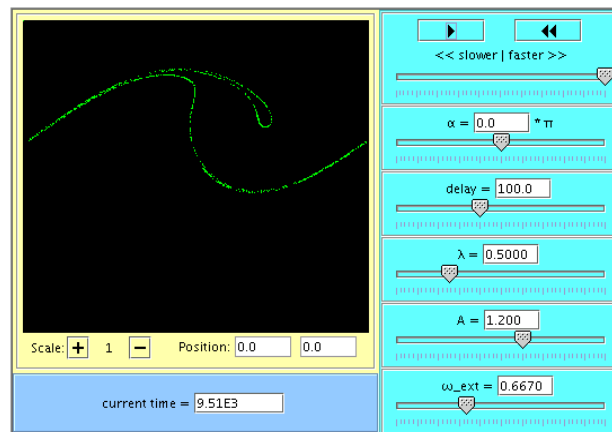 << slower | faster >>
α = 0.0 * π
delay = 100.0
λ = 0.5000
A = 1.200
ω_ext = 0.6670
Scale: + 1 − Position: 0.0 0.0
current time = 9.51E3